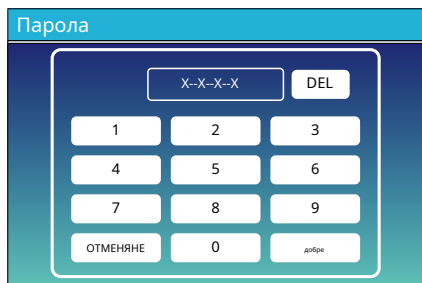 Парола
X--X--X--X DEL
1 2 3
4 5 6
7 8 9
ОТМЕНЯНЕ 0 добре